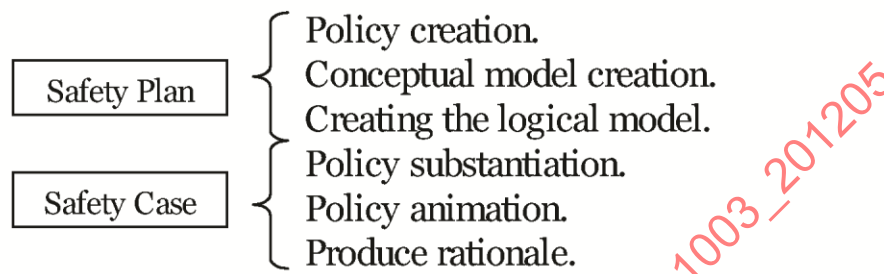 Policy creation.
Safety Plan
Conceptual model creation.
Creating the logical model.
Policy substantiation.
Safety Case
Policy animation.
Produce rationale.
1003_201205